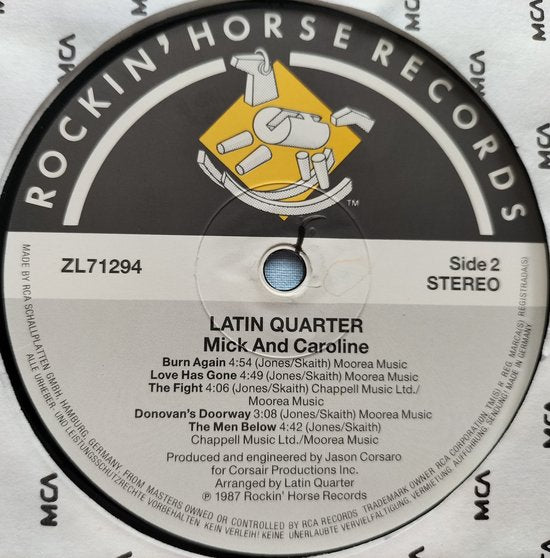 ROCKIN' HORSE RECORDS
TM
ZL71294
Side 2
STEREO
LATIN QUARTER
Mick And Caroline
Burn Again 4:54 (Jones/Skaith) Moorea Music
Love Has Gone 4:49 (Jones/Skaith) Moorea Music
The Fight 4:06 (Jones/Skaith) Chappell Music Ltd./
Moorea Music
Donovan's Doorway 3:08 (Jones/Skaith) Moorea Music
The Men Below 4:42 (Jones/Skaith)
Chappell Music Ltd./Moorea Music
Produced and engineered by Jason Corsaro
for Corsair Productions Inc.
Arranged by Latin Quarter
℗ 1987 Rockin' Horse Records
MADE BY RCA SCHALLPLATTEN GMBH, HAMBURG, GERMANY FROM MASTERS OWNED OR CONTROLLED BY RCA RECORDS TRADEMARK OWNER RCA CORPORATION TM(S) ® REG. MARCA(S) REGISTRADA(S)
ALLE URHEBER- UND LEISTUNGSSCHUTZRECHTE VORBEHALTEN KEIN VERLEIH! KEINE UNERLAUBTE VERVIELFÄLTIGUNG, VERMIETUNG, AUFFÜHRUNG, SENDUNG! MADE IN GERMANY
MCA
MCA
MCA
MCA
MCA
MCA
MCA
MCA